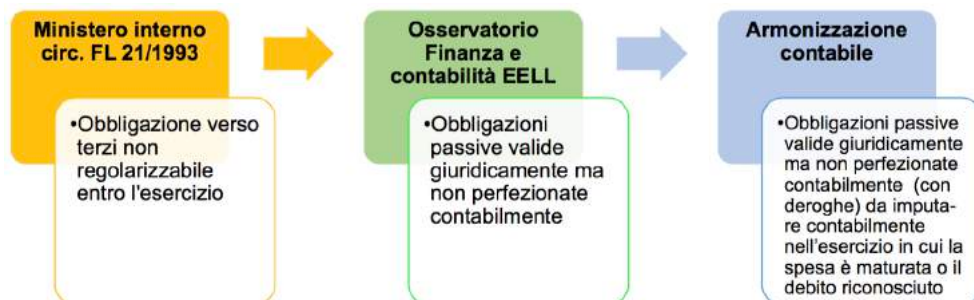 Ministero interno
circ. FL 21/1993
•Obbligazione verso
terzi non
regolarizzabile
entro l'esercizio
Osservatorio
Finanza e
contabilità EELL
•Obbligazioni
passive valide
giuridicamente ma
non perfezionate
contabilmente
Armonizzazione
contabile
•Obbligazioni passive
valide giuridicamente
ma non perfezionate
contabilmente (con
deroghe) da imputa-
re contabilmente
nell'esercizio in cui la
spesa è maturata o il
debito riconosciuto